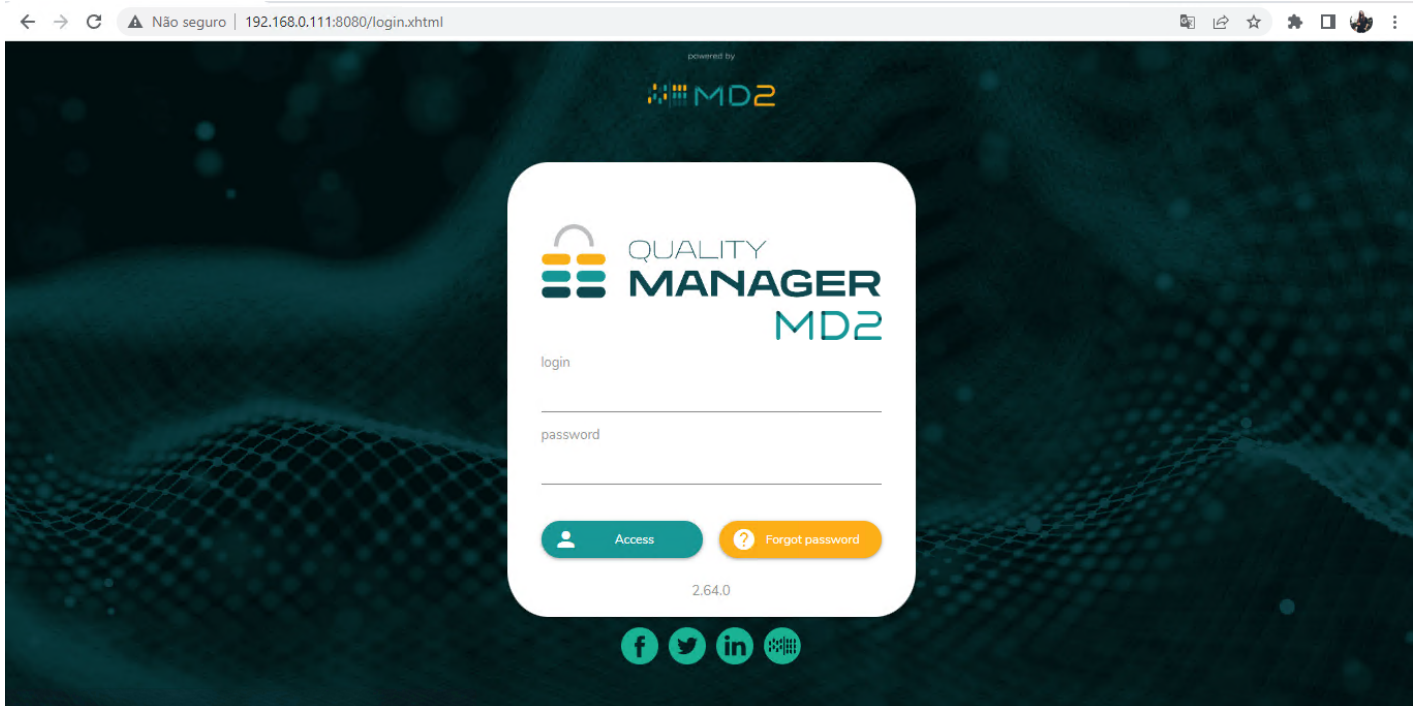 Não seguro | 192.168.0.111:8080/login.xhtml
powered by
MD2
QUALITY
MANAGER
MD2
login
password
Access
? Forgot password
2.64.0
f in